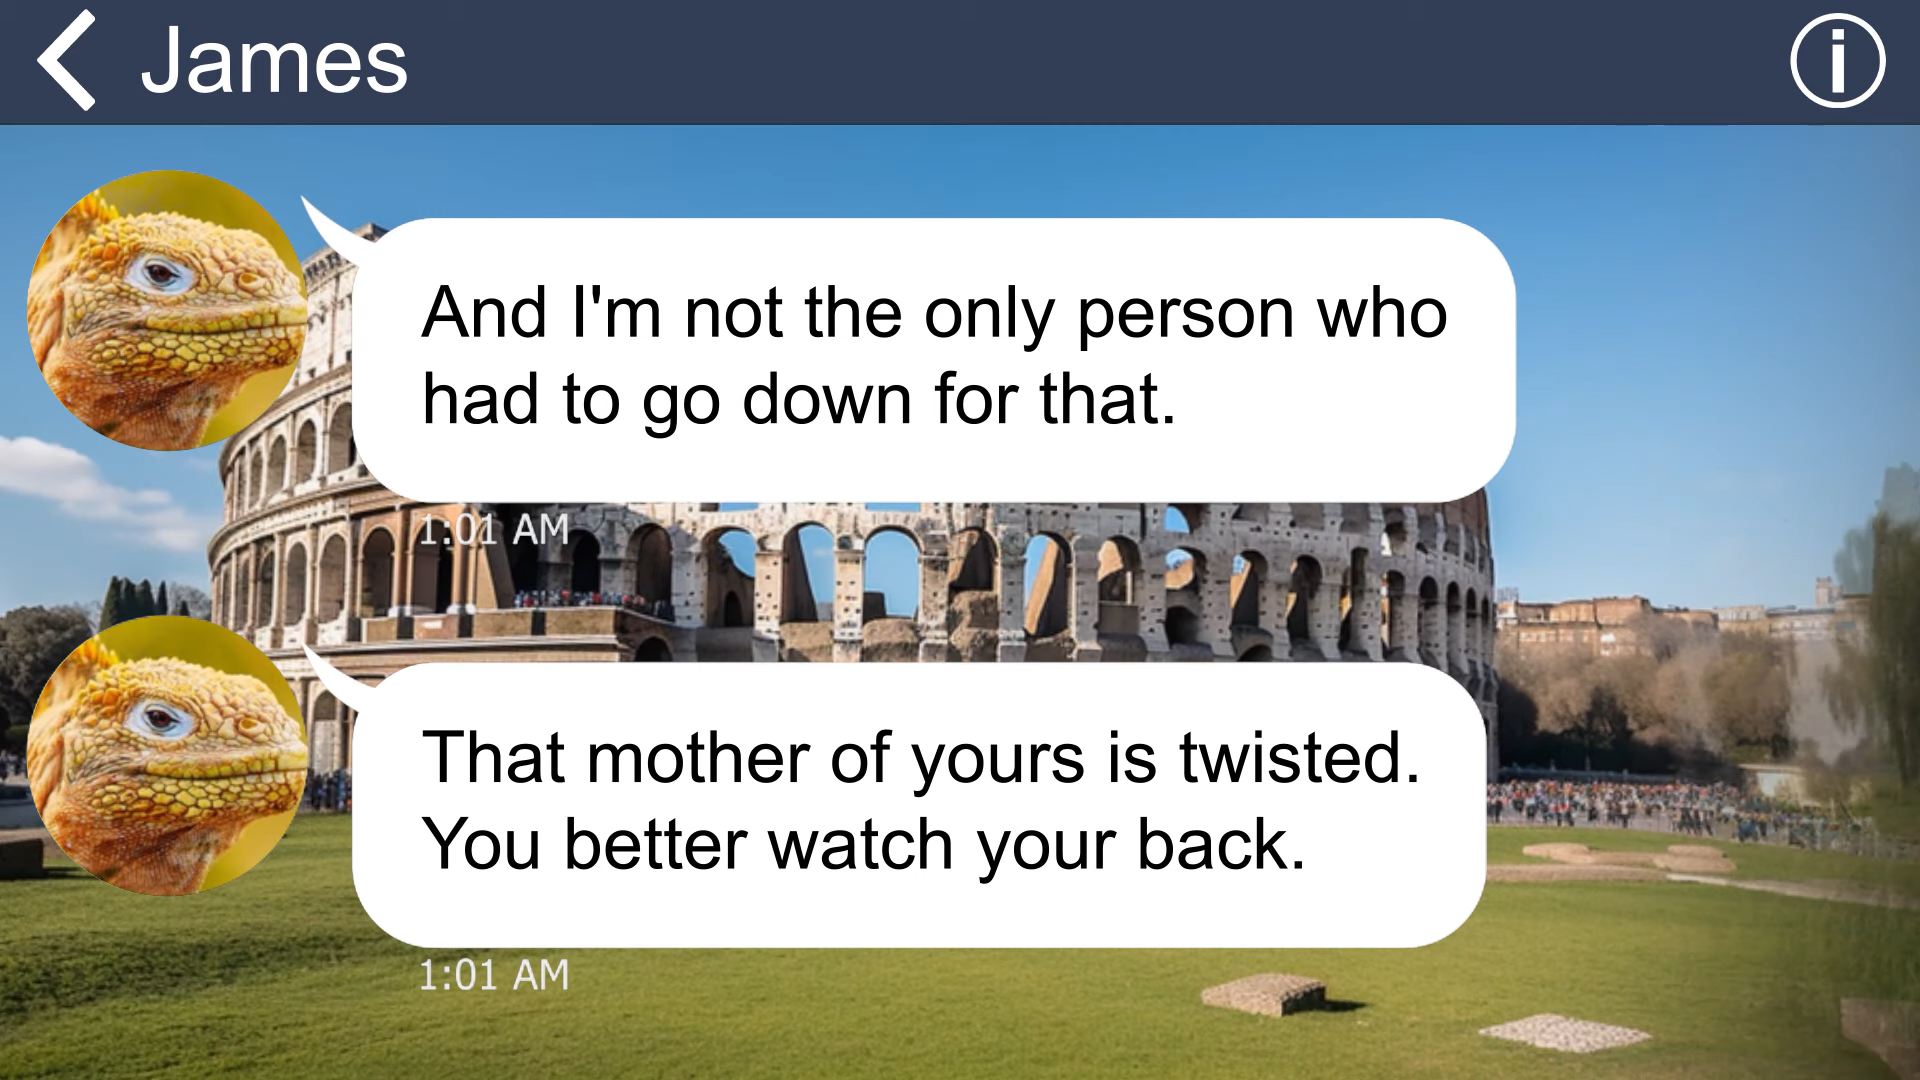 James
And I'm not the only person who
had to go down for that.
1:01 AM
That mother of yours is twisted.
You better watch your back.
1:01 AM